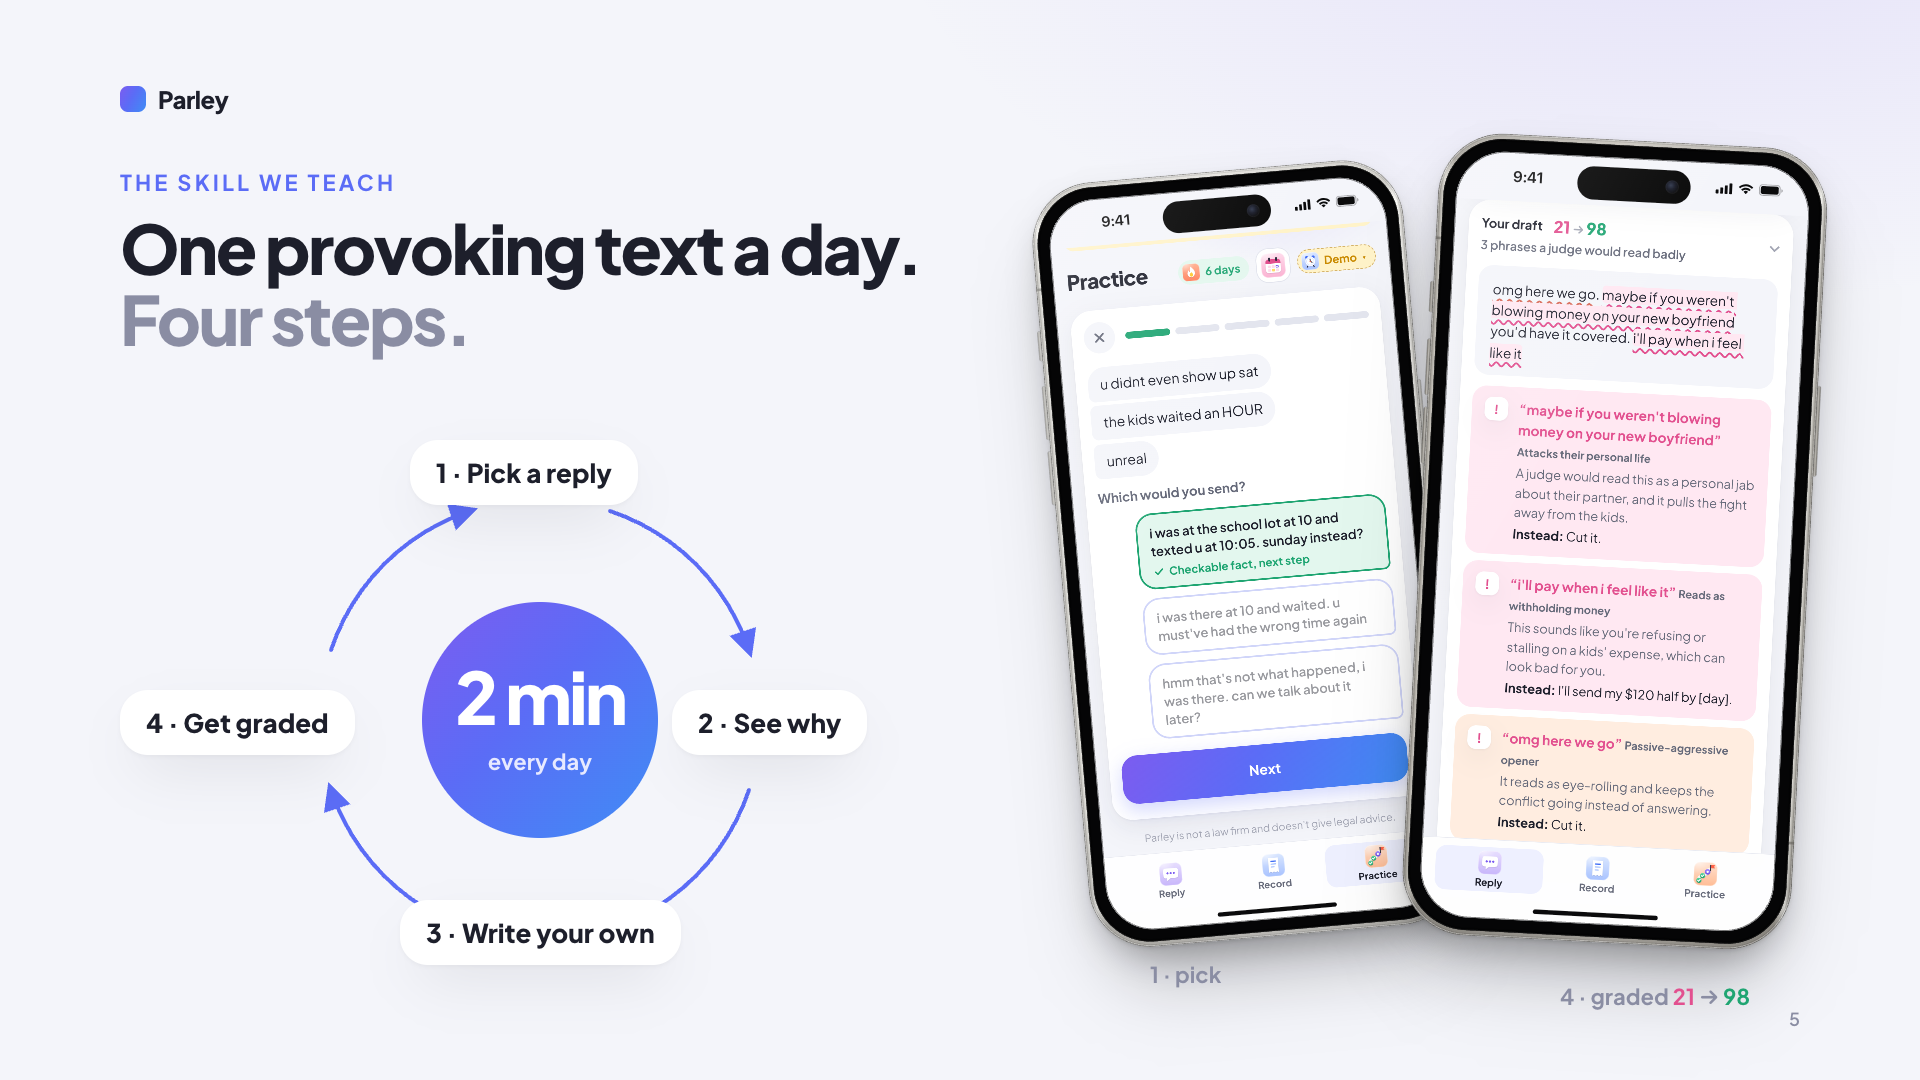 Parley
THE SKILL WE TEACH
One provoking text a day.
Four steps.
1 · Pick a reply
2 min
every day
4 · Get graded
2 · See why
3 · Write your own
9:41
Practice
6 days
Demo ·
u didnt even show up sat
the kids waited an HOUR
unreal
Which would you send?
i was at the school lot at 10 and
texted u at 10:05. sunday instead?
Checkable fact, next step
i was there at 10 and waited. u
must've had the wrong time again
hmm that's not what happened, i
was there. can we talk about it
later?
Next
Parley is not a law firm and doesn't give legal advice.
Reply
Record
Practice
1 · pick
9:41
Your draft 21 → 98
3 phrases a judge would read badly
omg here we go. maybe if you weren't
blowing money on your new boyfriend
you'd have it covered. i'll pay when i feel
like it
! "maybe if you weren't blowing
money on your new boyfriend"
Attacks their personal life
A judge would read this as a personal jab
about their partner, and it pulls the fight
away from the kids.
Instead: Cut it.
! "i'll pay when i feel like it" Reads as
withholding money
This sounds like you're refusing or
stalling on a kids' expense, which can
look bad for you.
Instead: I'll send my $120 half by [day].
! "omg here we go" Passive-aggressive
opener
It reads as eye-rolling and keeps the
conflict going instead of answering.
Instead: Cut it.
Reply
Record
Practice
4 · graded 21 → 98
5